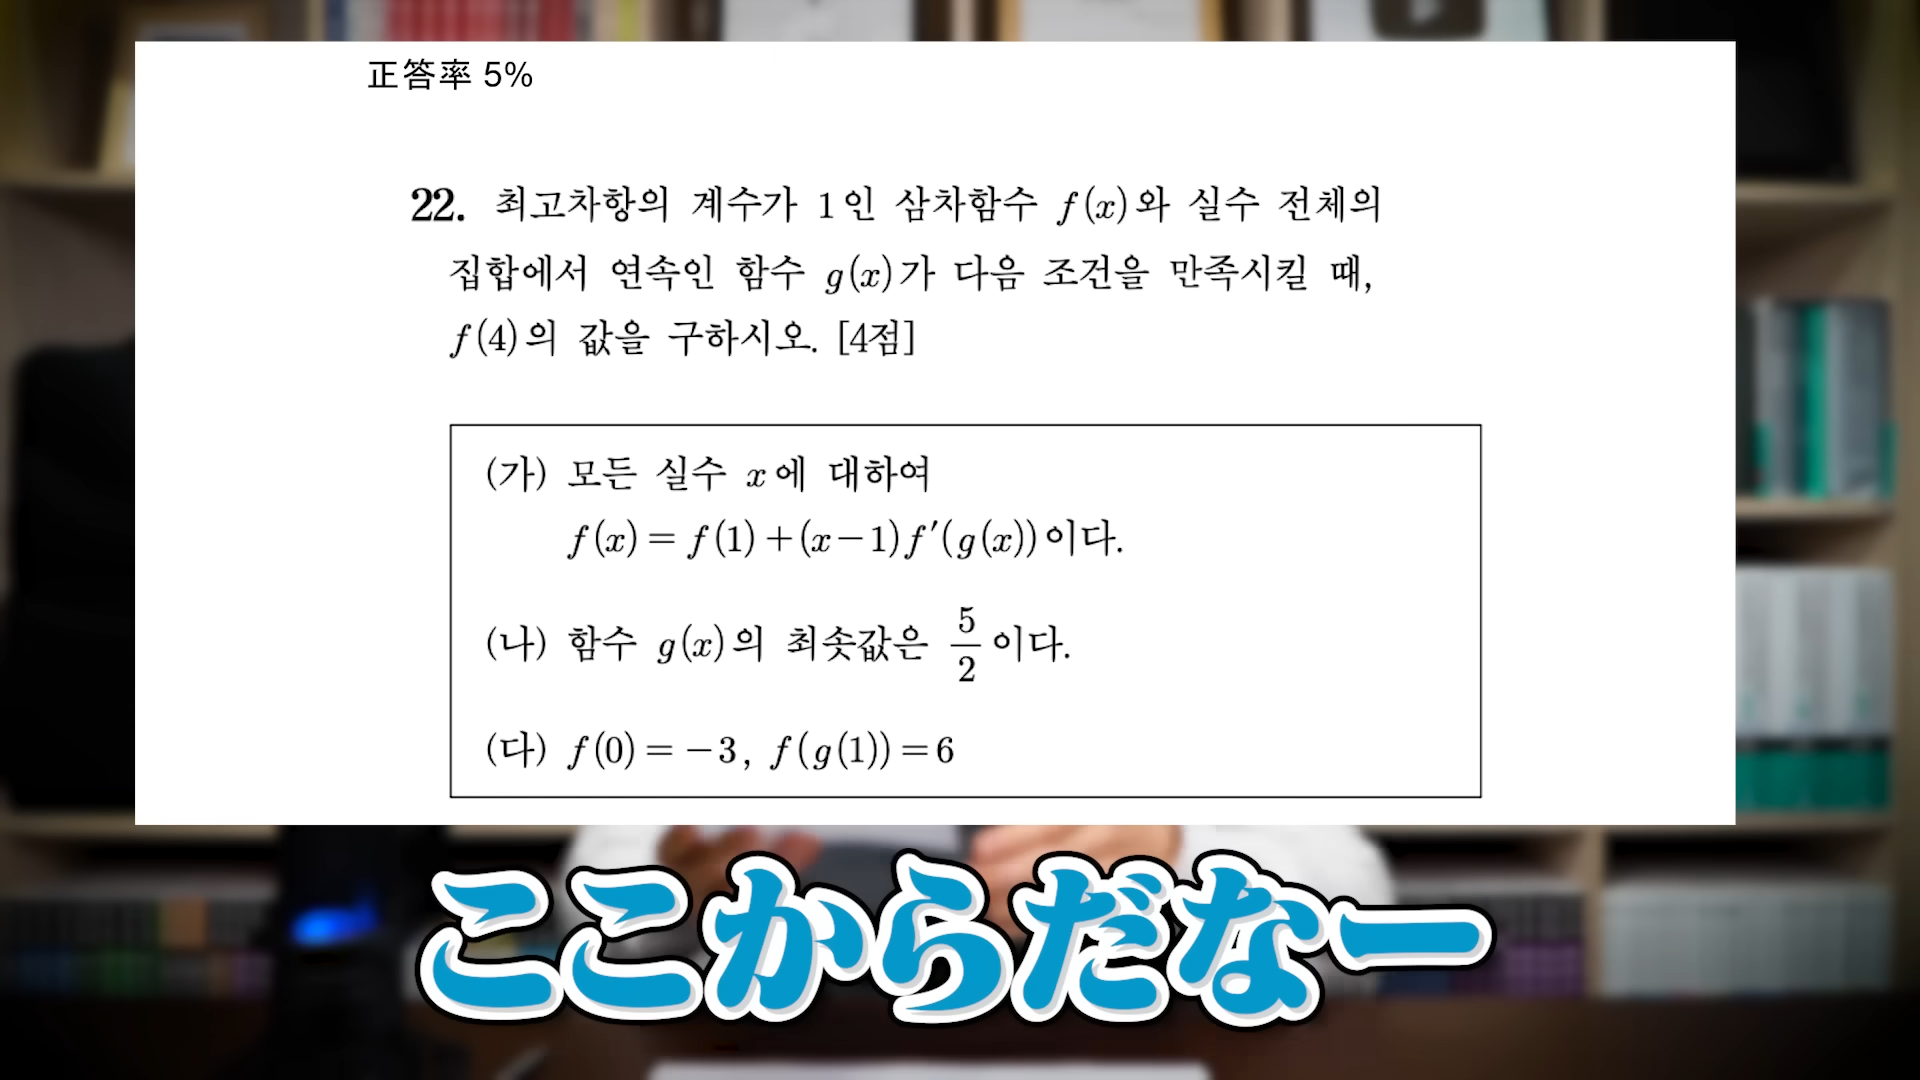 正答率 5%
22. 최고차항의 계수가 1인 삼차함수 f(x)와 실수 전체의
집합에서 연속인 함수 g(x)가 다음 조건을 만족시킬 때,
f(4)의 값을 구하시오. [4점]
(가) 모든 실수 x에 대하여
f(x) = f(1) + (x−1)f′(g(x))이다.
(나) 함수 g(x)의 최솟값은 5/2 이다.
(다) f(0) = −3, f(g(1)) = 6
ここからだなー